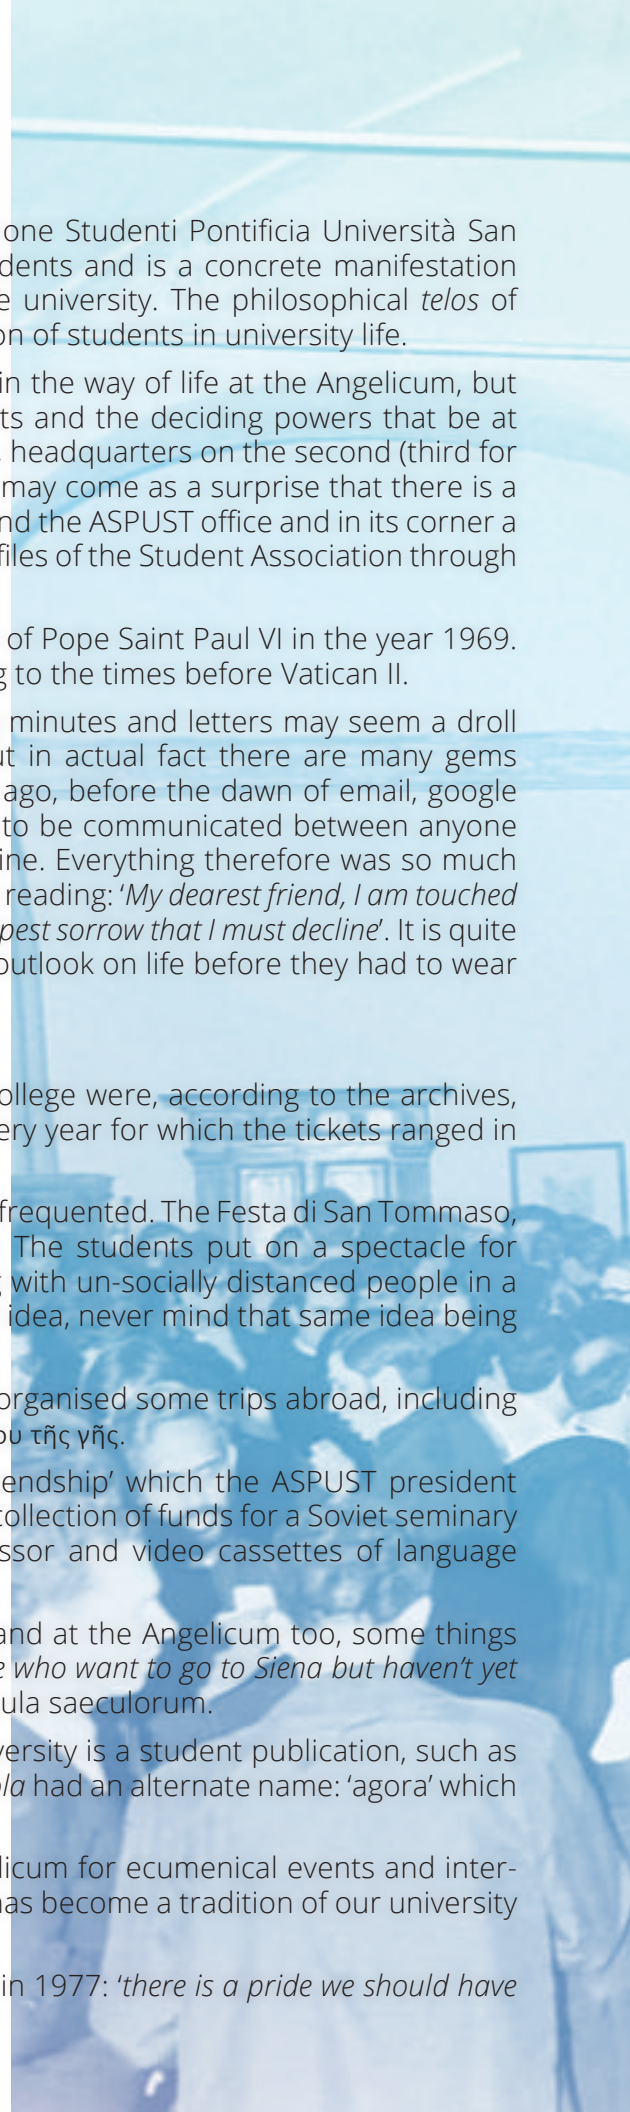 one Studenti Pontificia Università San
dents and is a concrete manifestation
e university. The philosophical telos of
on of students in university life.
in the way of life at the Angelicum, but
ts and the deciding powers that be at
headquarters on the second (third for
may come as a surprise that there is a
nd the ASPUST office and in its corner a
files of the Student Association through
of Pope Saint Paul VI in the year 1969.
g to the times before Vatican II.
minutes and letters may seem a droll
ut in actual fact there are many gems
ago, before the dawn of email, google
to be communicated between anyone
ine. Everything therefore was so much
reading: ‘My dearest friend, I am touched
pest sorrow that I must decline’. It is quite
outlook on life before they had to wear
ollege were, according to the archives,
ery year for which the tickets ranged in
frequented. The Festa di San Tommaso,
The students put on a spectacle for
g with un-socially distanced people in a
idea, never mind that same idea being
organised some trips abroad, including
ου τῆς γῆς.
endship’ which the ASPUST president
collection of funds for a Soviet seminary
ssor and video cassettes of language
and at the Angelicum too, some things
e who want to go to Siena but haven’t yet
ula saeculorum.
versity is a student publication, such as
ola had an alternate name: ‘agora’ which
licum for ecumenical events and inter-
has become a tradition of our university
in 1977: ‘there is a pride we should have